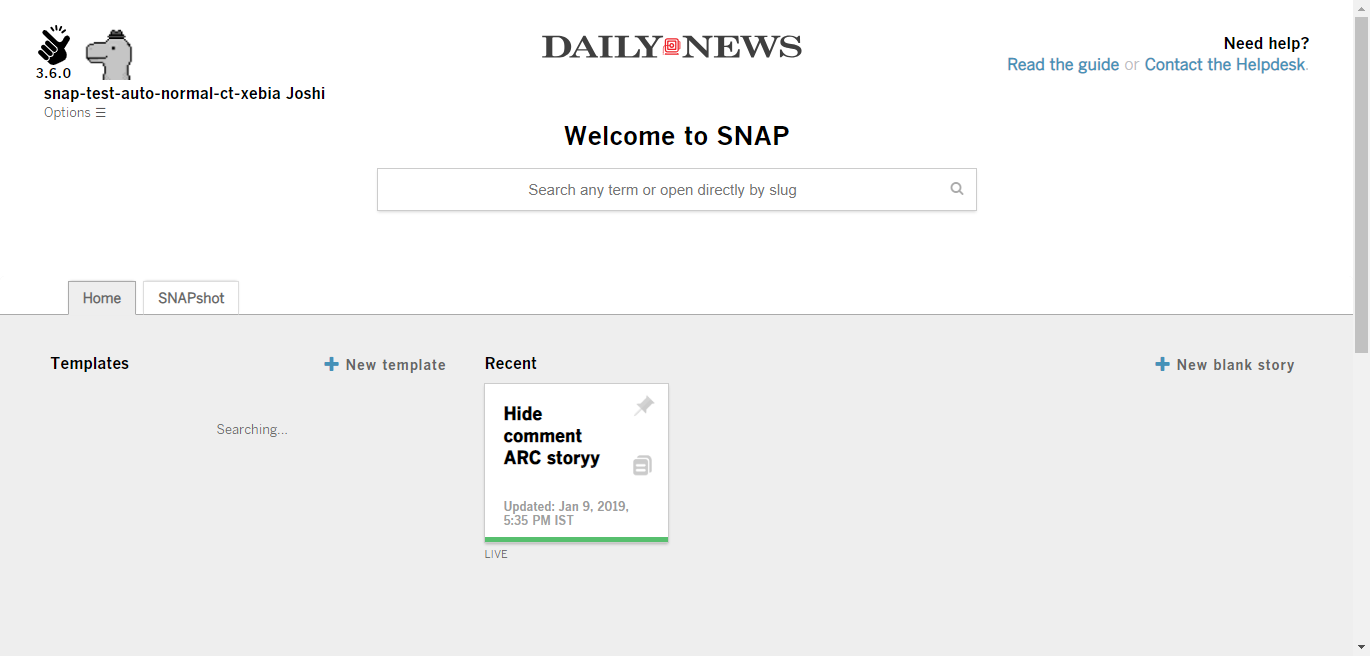 3.6.0
snap-test-auto-normal-ct-xebia Joshi
Options ☰
DAILY NEWS
Need help?
Read the guide or Contact the Helpdesk.
Welcome to SNAP
Search any term or open directly by slug
Home
SNAPshot
Templates
New template
Searching...
Recent
New blank story
Hide
comment
ARC storyy
Updated: Jan 9, 2019,
5:35 PM IST
LIVE